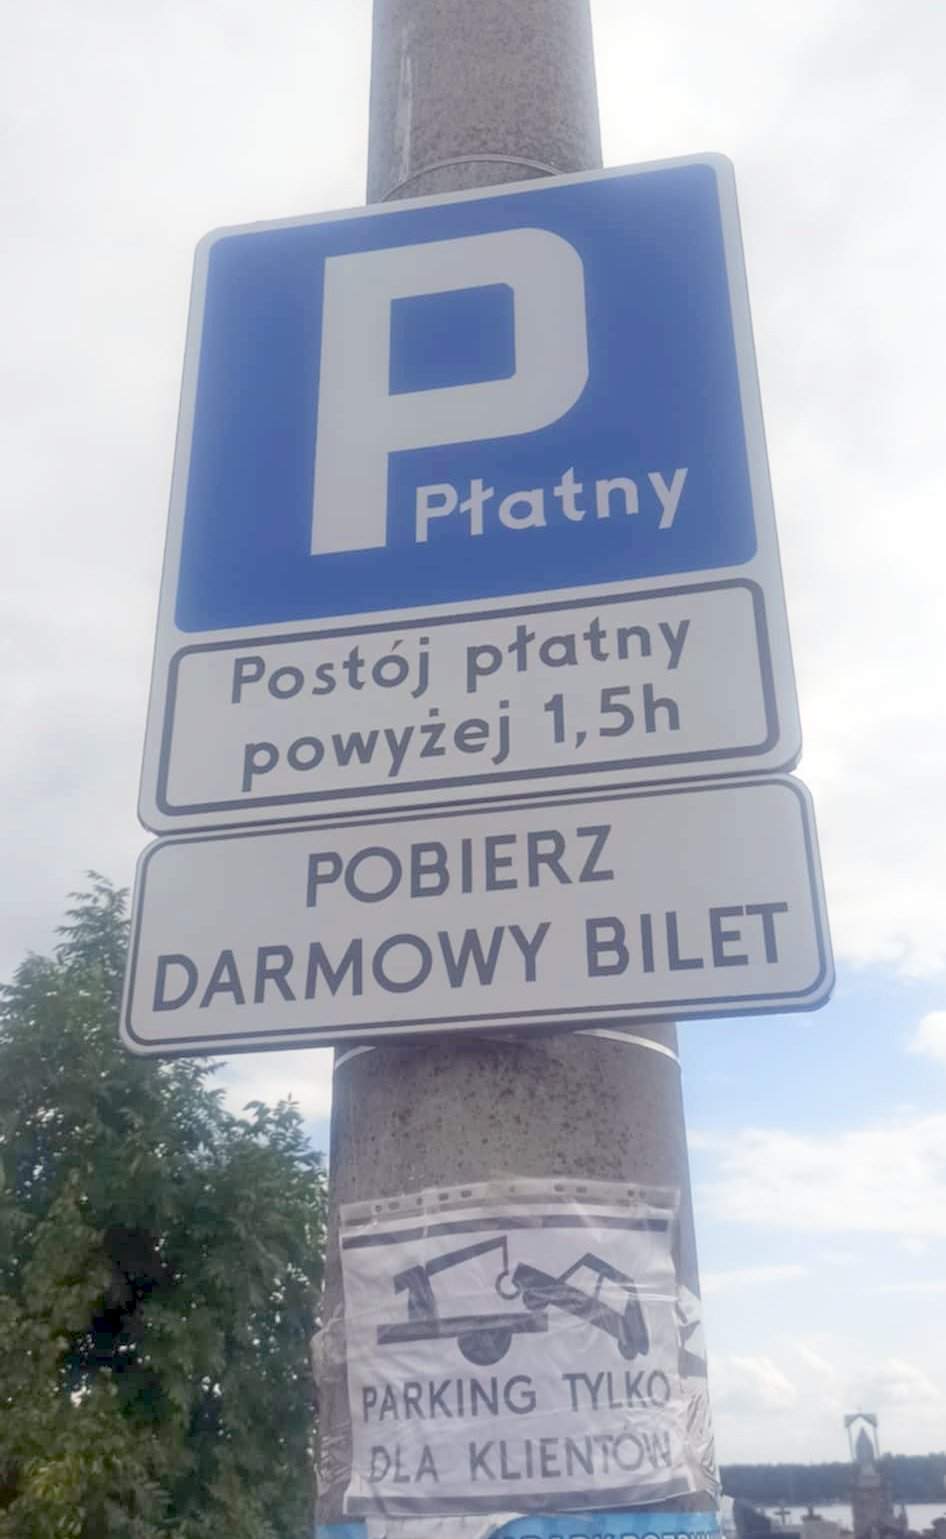 P
Płatny
Postój płatny
powyżej 1,5h
POBIERZ
DARMOWY BILET
PARKING TYLKO
DLA KLIENTÓW